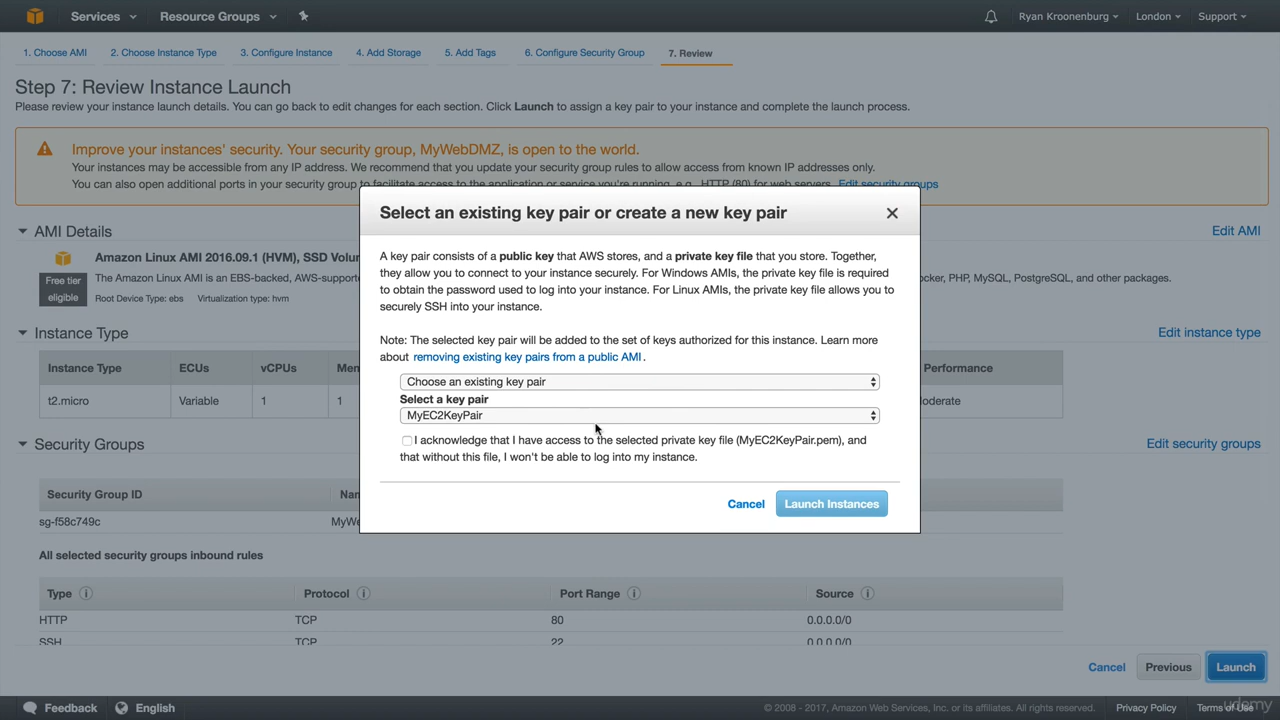 Services Resource Groups Ryan Kroonenburg London Support
1. Choose AMI 2. Choose Instance Type 3. Configure Instance 4. Add Storage 5. Add Tags 6. Configure Security Group 7. Review
Step 7: Review Instance Launch
Please review your instance launch details. You can go back to edit changes for each section. Click Launch to assign a key pair to your instance and complete the launch process.
Improve your instances' security. Your security group, MyWebDMZ, is open to the world.
Your instances may be accessible from any IP address. We recommend that you update your security group rules to allow access from known IP addresses only.
You can also open additional ports in your security group to facilitate access to the application or service you're running, e.g., HTTP (80) for web servers. Edit security groups
Select an existing key pair or create a new key pair
A key pair consists of a public key that AWS stores, and a private key file that you store. Together,
they allow you to connect to your instance securely. For Windows AMIs, the private key file is required
to obtain the password used to log into your instance. For Linux AMIs, the private key file allows you to
securely SSH into your instance.
Note: The selected key pair will be added to the set of keys authorized for this instance. Learn more
about removing existing key pairs from a public AMI .
Choose an existing key pair
Select a key pair
MyEC2KeyPair
I acknowledge that I have access to the selected private key file (MyEC2KeyPair.pem), and
that without this file, I won't be able to log into my instance.
Cancel Launch Instances
AMI Details Edit AMI
Amazon Linux AMI 2016.09.1 (HVM), SSD
Free tier
eligible
The Amazon Linux AMI is an EBS-backed, PHP, MySQL, PostgreSQL, and other packages.
Root Device Type: ebs Virtualization type: hvm
Instance Type Edit instance type
Instance Type ECUs vCPUs Performance
t2.micro Variable 1 1
Security Groups Edit security groups
Security Group ID
sg-f58c749c
All selected security groups inbound rules
Type Protocol Port Range Source
HTTP TCP 80 0.0.0.0/0
SSH TCP 22 0.0.0.0/0
Cancel Previous Launch
Feedback English © 2008 - 2017, Amazon Web Services, Inc. or its affiliates. All rights reserved. Privacy Policy Terms of Use
udemy